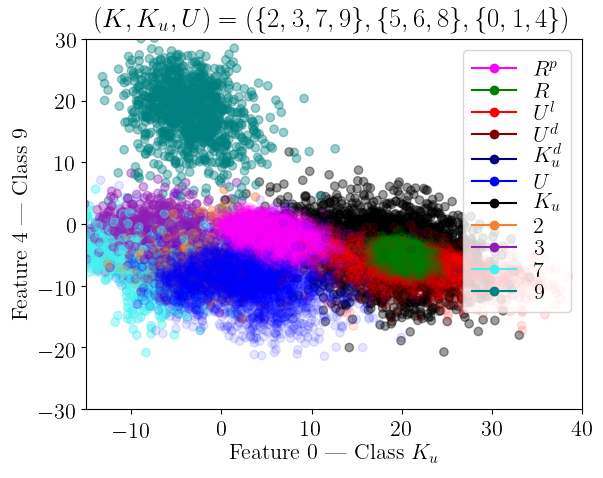 (K, K_u, U) = ({2, 3, 7, 9}, {5, 6, 8}, {0, 1, 4})
30
20
10
0
−10
−20
−30
Feature 4 — Class 9
R^p
R
U^l
U^d
K_u^d
U
K_u
2
3
7
9
−10
0
10
20
30
40
Feature 0 — Class K_u